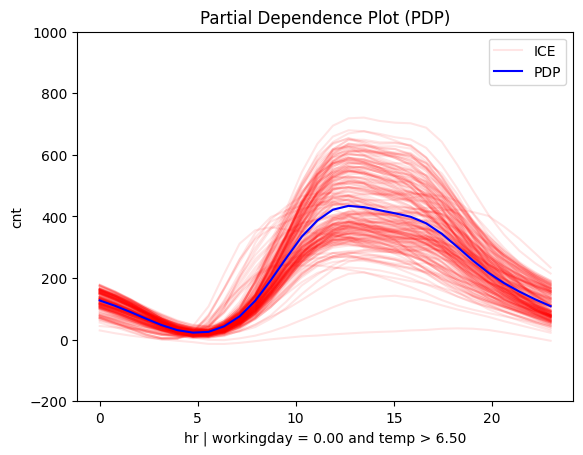 Partial Dependence Plot (PDP)
1000
800
600
400
200
0
−200
cnt
ICE
PDP
0
5
10
15
20
hr | workingday = 0.00 and temp > 6.50